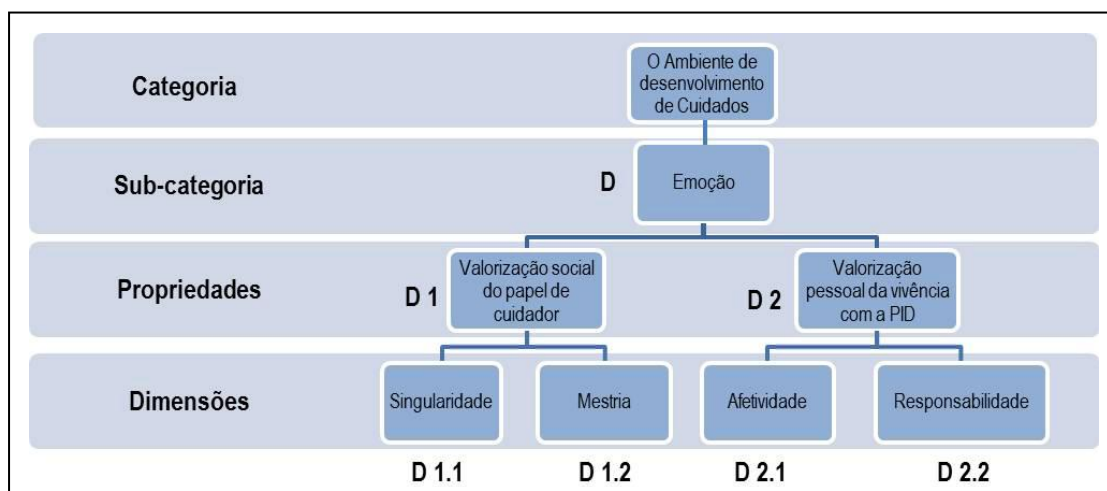 Categoria
O Ambiente de
desenvolvimento
de Cuidados
Sub-categoria
D
Emoção
Propriedades
D 1
Valorização social
do papel de
cuidador
D 2
Valorização
pessoal da vivência
com a PID
Dimensões
Singularidade
Mestria
Afetividade
Responsabilidade
D 1.1
D 1.2
D 2.1
D 2.2